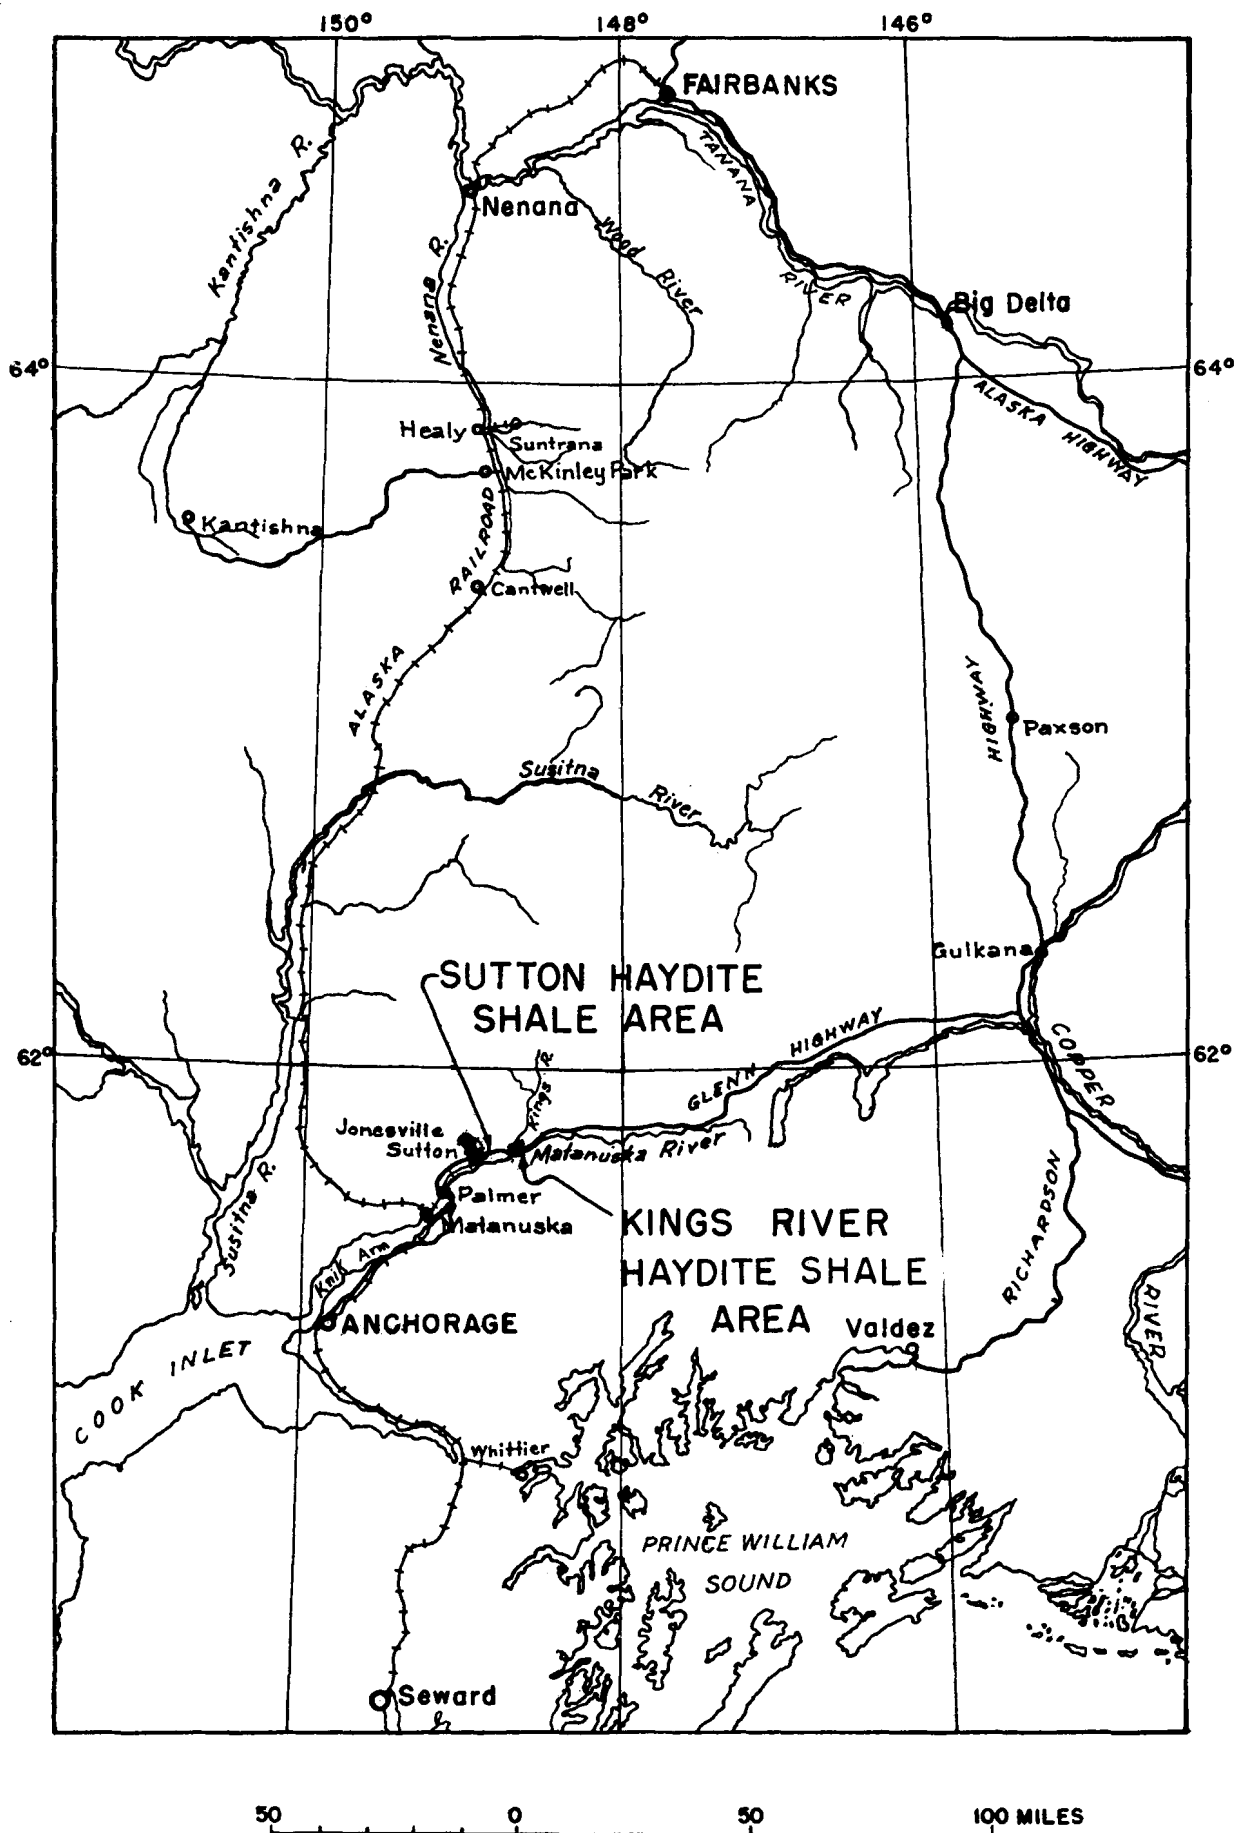 150° 148° 146°
FAIRBANKS
TANANA
RIVER
Kantishna R.
Nenana
Nenana R.
Wood River
Big Delta
64° 64°
ALASKA HIGHWAY
Healy
Suntrana
McKinley Park
Kantishna
ALASKA RAILROAD
Cantwell
HIGHWAY
Paxson
Susitna River
Gulkana
SUTTON HAYDITE
SHALE AREA
GLENN HIGHWAY
COPPER
62° 62°
Kings R
Jonesville
Sutton
Matanuska River
Palmer
Matanuska
Susitna R.
Knik Arm
KINGS RIVER
HAYDITE SHALE
AREA
RICHARDSON
RIVER
ANCHORAGE
Valdez
COOK INLET
Whittier
PRINCE WILLIAM
SOUND
Seward
50 0 50 100 MILES